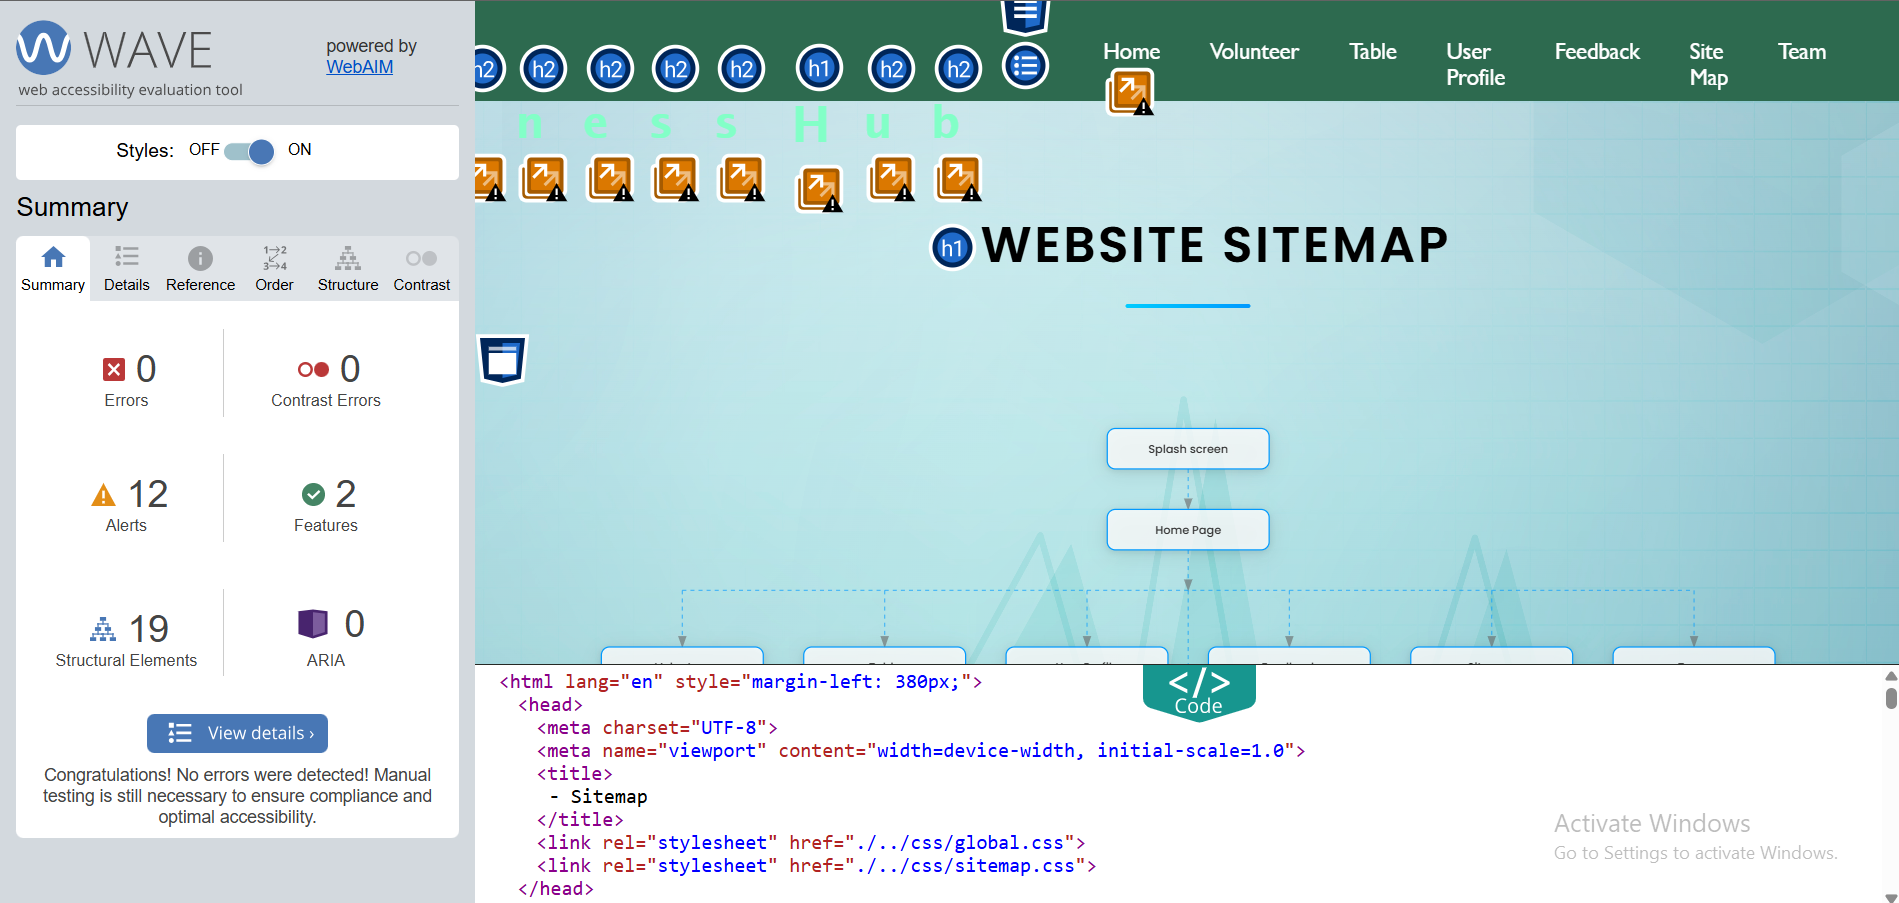 WAVE
powered by
WebAIM
web accessibility evaluation tool
Styles: OFF ON
Summary
Summary Details Reference Order Structure Contrast
0 Errors
0 Contrast Errors
12 Alerts
2 Features
19 Structural Elements
0 ARIA
View details ›
Congratulations! No errors were detected! Manual
testing is still necessary to ensure compliance and
optimal accessibility.
h2 h2 h2 h2 h2 h1 h2 h2
Home Volunteer Table User Profile Feedback Site Map Team
n e s s H u b
h1 WEBSITE SITEMAP
Splash screen
Home Page
</>
Code
<html lang="en" style="margin-left: 380px;">
<head>
<meta charset="UTF-8">
<meta name="viewport" content="width=device-width, initial-scale=1.0">
<title>
- Sitemap
</title>
<link rel="stylesheet" href="./../css/global.css">
<link rel="stylesheet" href="./../css/sitemap.css">
</head>
Activate Windows
Go to Settings to activate Windows.